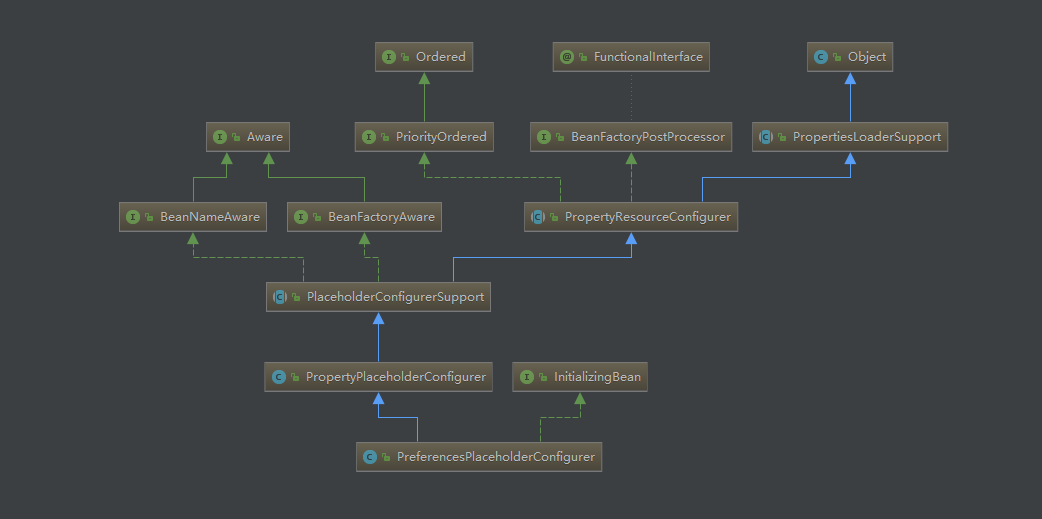 Ordered
FunctionalInterface
Object
Aware
PriorityOrdered
BeanFactoryPostProcessor
PropertiesLoaderSupport
BeanNameAware
BeanFactoryAware
PropertyResourceConfigurer
PlaceholderConfigurerSupport
PropertyPlaceholderConfigurer
InitializingBean
PreferencesPlaceholderConfigurer